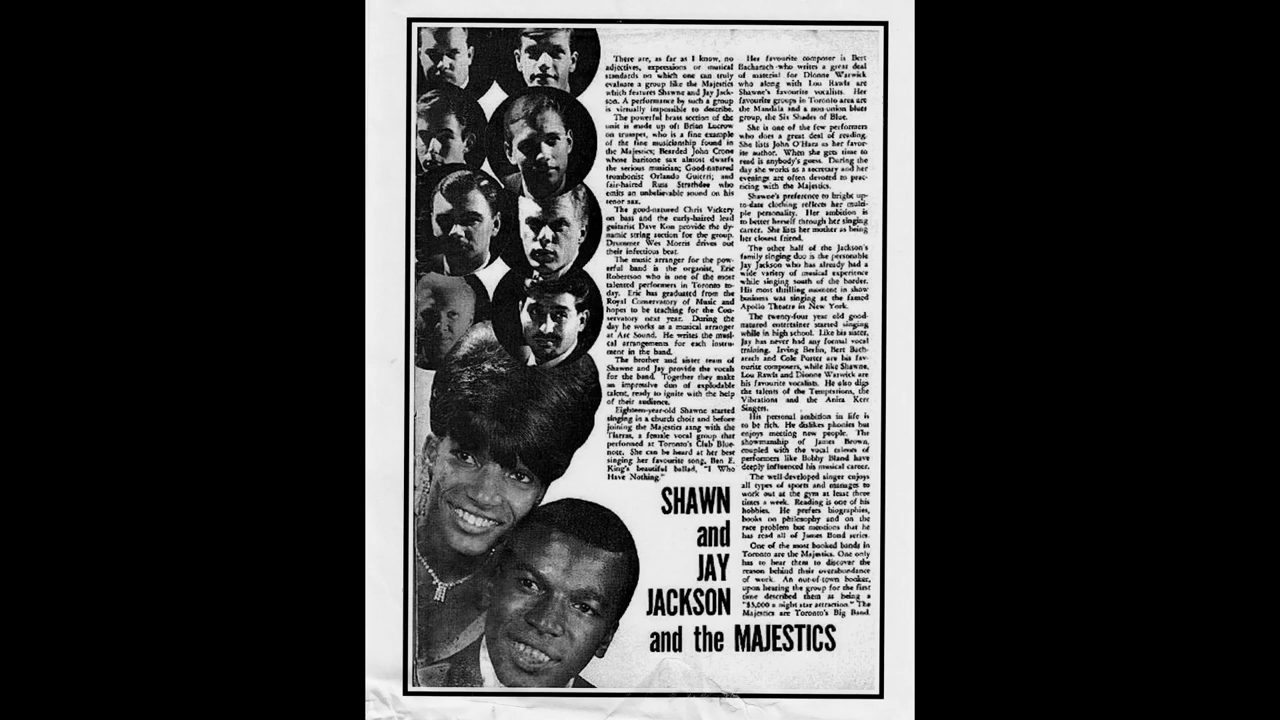 There are, as far as I know, no
adjectives, expressions or musical
standards on which one can truly
evaluate a group like the Majestics
which features Shawne and Jay Jack-
son. A performance by such a group
is virtually impossible to describe.
The powerful brass section of the
unit is made up of: Brian Lucrow
on trumpet, who is a fine example
of the fine musicianship found in
the Majestics; Bearded John Crone
whose baritone sax almost dwarfs
the serious musician; Good-natured
trombonist Orlando Guierri; and
fair-haired Russ Strathdee who
emits an unbelievable sound on his
tenor sax.
The good-natured Chris Vickery
on bass and the curly-haired lead
guitarist Dave Kon provide the dy-
namic string section for the group.
Drummer Wes Morris drives out
their infectious beat.
The music arranger for the pow-
erful band is the organist, Eric
Robertson who is one of the most
talented performers in Toronto to-
day. Eric has graduated from the
Royal Conservatory of Music and
hopes to be teaching for the Con-
servatory next year. During the
day he works as a musical arranger
at Arc Sound. He writes the musi-
cal arrangements for each instru-
ment in the band.
The brother and sister team of
Shawne and Jay provide the vocals
for the band. Together they make
an impressive duo of explodable
talent, ready to ignite with the help
of their audience.
Eighteen-year-old Shawne started
singing in a church choir and before
joining the Majestics sang with the
Tiaras, a female vocal group that
performed at Toronto's Club Blue-
note. She can be heard at her best
singing her favourite song, Ben E.
King's beautiful ballad, "I Who
Have Nothing."
Her favourite composer is Bert
Bacharach who writes a great deal
of material for Dionne Warwick
who along with Lou Rawls are
Shawne's favourite vocalists. Her
favourite groups in Toronto area are
the Mandala and a non-union blues
group, the Six Shades of Blue.
She is one of the few performers
who does a great deal of reading.
She lists John O'Hara as her favor-
ite author. When she gets time to
read is anybody's guess. During the
day she works as a secretary and her
evenings are often devoted to prac-
ticing with the Majestics.
Shawne's preference to bright up-
to-date clothing reflects her multi-
ple personality. Her ambition is
to better herself through her singing
career. She lists her mother as being
her closest friend.
The other half of the Jackson's
family singing duo is the personable
Jay Jackson who has already had a
wide variety of musical experience
while singing south of the border.
His most thrilling moment in show
business was singing at the famed
Apollo Theatre in New York.
The twenty-four year old good-
natured entertainer started singing
while in high school. Like his sister,
Jay has never had any formal vocal
training. Irving Berlin, Bert Bach-
arach and Cole Porter are his fav-
ourite composers, while like Shawne,
Lou Rawls and Dionne Warwick are
his favourite vocalists. He also digs
the talents of the Temptations, the
Vibrations and the Anita Kerr
Singers.
His personal ambition in life is
to be rich. He dislikes phonies but
enjoys meeting new people. The
showmanship of James Brown,
coupled with the vocal talents of
performers like Bobby Bland have
deeply influenced his musical career.
The well-developed singer enjoys
all types of sports and manages to
work out at the gym at least three
times a week. Reading is one of his
hobbies. He prefers biographies,
books on philosophy and on the
race problem but mentions that he
has read all of James Bond series.
One of the most booked bands in
Toronto are the Majestics. One only
has to hear them to discover the
reason behind their overabundance
of work. An out-of-town booker,
upon hearing the group for the first
time described them as being a
"$5,000 a night star attraction." The
Majestics are Toronto's Big Band.
SHAWN
and
JAY
JACKSON
and the MAJESTICS